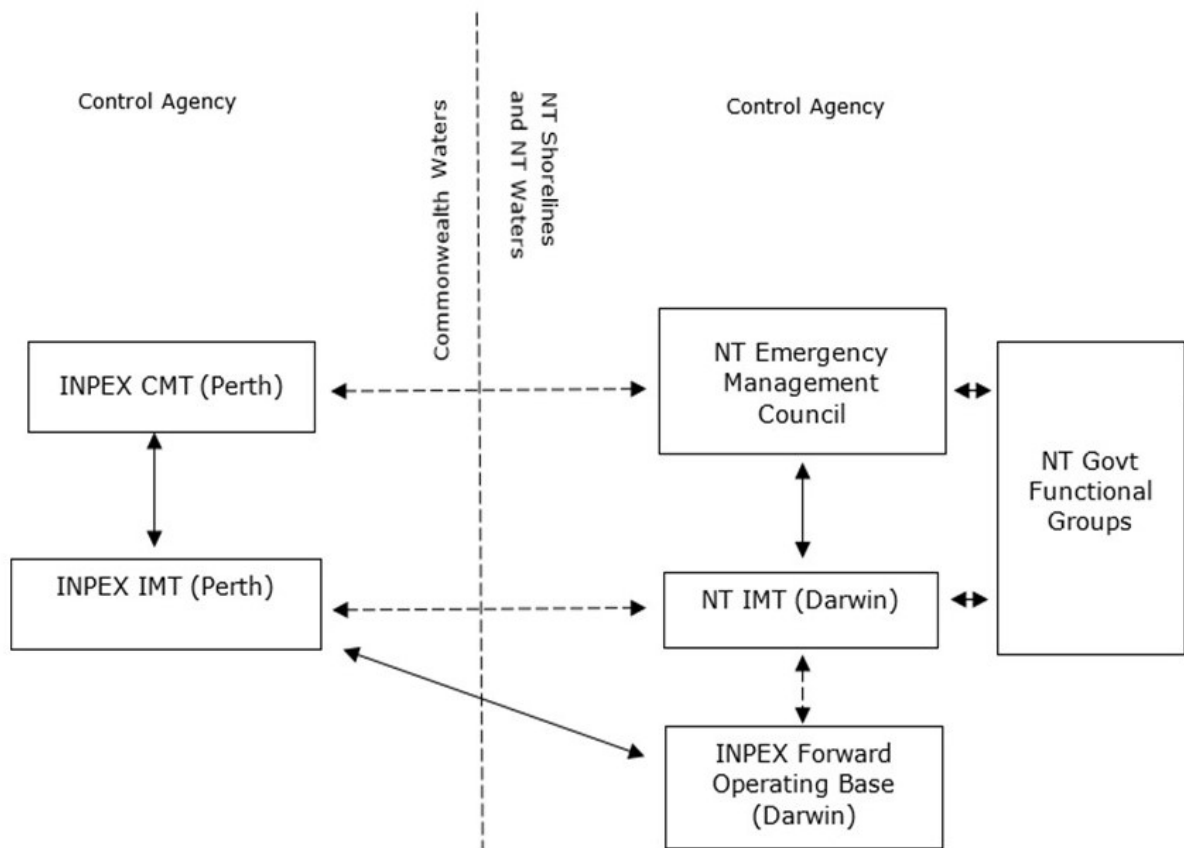 Control Agency
Commonwealth Waters
NT Shorelines
and NT Waters
Control Agency
INPEX CMT (Perth)
NT Emergency
Management
Council
NT Govt
Functional
Groups
INPEX IMT (Perth)
NT IMT (Darwin)
INPEX Forward
Operating Base
(Darwin)